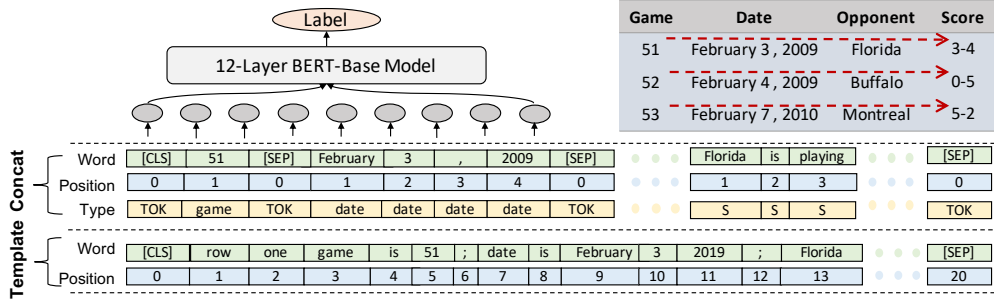 Label
12-Layer BERT-Base Model
Game Date Opponent Score
51 February 3 , 2009 Florida 3-4
52 February 4 , 2009 Buffalo 0-5
53 February 7 , 2010 Montreal 5-2
Concat
Word [CLS] 51 [SEP] February 3 , 2009 [SEP] Florida is playing [SEP]
Position 0 1 0 1 2 3 4 0 1 2 3 0
Type TOK game TOK date date date date TOK S S S TOK
Template
Word [CLS] row one game is 51 ; date is February 3 2019 ; Florida [SEP]
Position 0 1 2 3 4 5 6 7 8 9 10 11 12 13 20